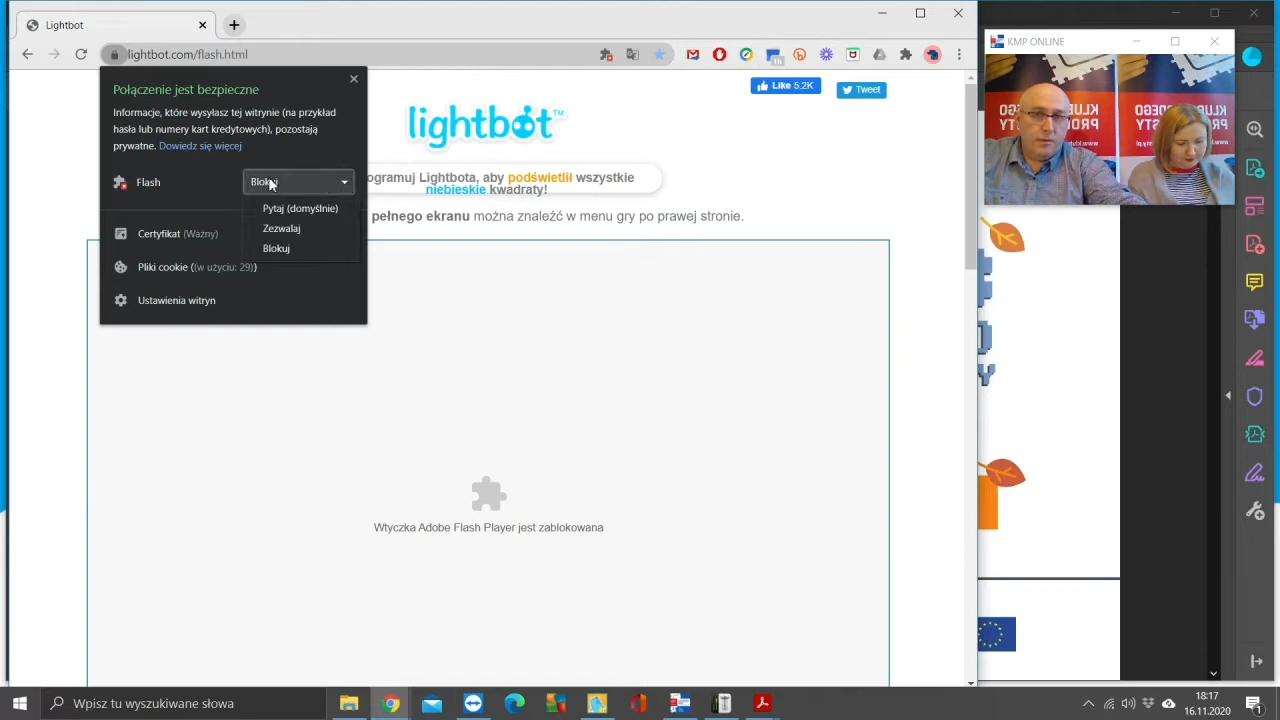 Lightbot
lightbot.com/flash.html
1h
Połączenie jest bezpieczne
Informacje, które wysyłasz tej witrynie (na przykład
hasła lub numery kart kredytowych), pozostają
prywatne. Dowiedz się więcej
Flash
Blokuj
Pytaj (domyślnie)
Zezwalaj
Blokuj
Certyfikat (Ważny)
Pliki cookie ((w użyciu: 29))
Ustawienia witryn
Like 5.2K
Tweet
lightbot™
ogramuj Lightbota, aby podświetlił wszystkie
niebieskie kwadraty!
pełnego ekranu można znaleźć w menu gry po prawej stronie.
Wtyczka Adobe Flash Player jest zablokowana
KMP ONLINE
Wpisz tu wyszukiwane słowa
18:17
16.11.2020
1